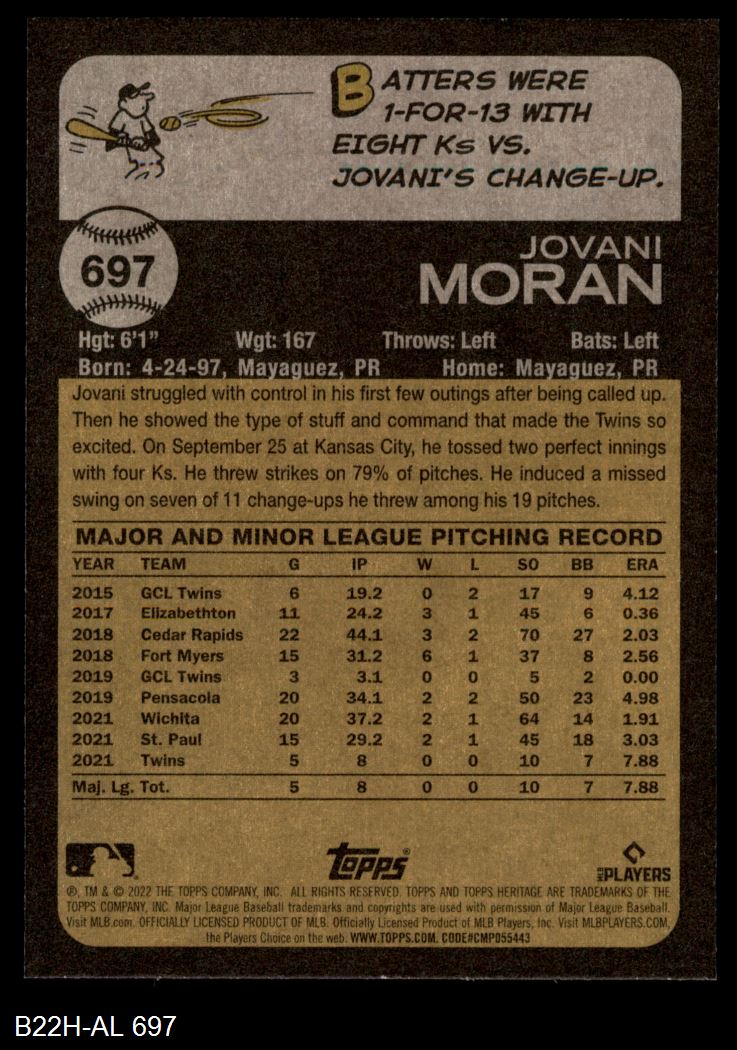 BATTERS WERE
1-FOR-13 WITH
EIGHT Ks VS.
JOVANI'S CHANGE-UP.
697
JOVANI
MORAN
Hgt: 6'1" Wgt: 167 Throws: Left Bats: Left
Born: 4-24-97, Mayaguez, PR Home: Mayaguez, PR
Jovani struggled with control in his first few outings after being called up.
Then he showed the type of stuff and command that made the Twins so
excited. On September 25 at Kansas City, he tossed two perfect innings
with four Ks. He threw strikes on 79% of pitches. He induced a missed
swing on seven of 11 change-ups he threw among his 19 pitches.
MAJOR AND MINOR LEAGUE PITCHING RECORD
YEAR TEAM G IP W L SO BB ERA
2015 GCL Twins 6 19.2 0 2 17 9 4.12
2017 Elizabethton 11 24.2 3 1 45 6 0.36
2018 Cedar Rapids 22 44.1 3 2 70 27 2.03
2018 Fort Myers 15 31.2 6 1 37 8 2.56
2019 GCL Twins 3 3.1 0 0 5 2 0.00
2019 Pensacola 20 34.1 2 2 50 23 4.98
2021 Wichita 20 37.2 2 1 64 14 1.91
2021 St. Paul 15 29.2 2 1 45 18 3.03
2021 Twins 5 8 0 0 10 7 7.88
Maj. Lg. Tot. 5 8 0 0 10 7 7.88
Topps®
MLB PLAYERS
®, TM & © 2022 THE TOPPS COMPANY, INC. ALL RIGHTS RESERVED. TOPPS AND TOPPS HERITAGE ARE TRADEMARKS OF THE
TOPPS COMPANY, INC. Major League Baseball trademarks and copyrights are used with permission of Major League Baseball.
Visit MLB.com. OFFICIALLY LICENSED PRODUCT OF MLB. Officially Licensed Product of MLB Players, Inc. Visit MLBPLAYERS.COM,
the Players Choice on the web. WWW.TOPPS.COM. CODE#CMP055443
B22H-AL 697